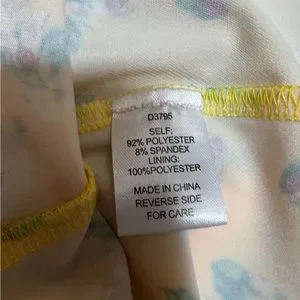 D3795
SELF:
92% POLYESTER
8% SPANDEX
LINING:
100%POLYESTER
MADE IN CHINA
REVERSE SIDE
FOR CARE